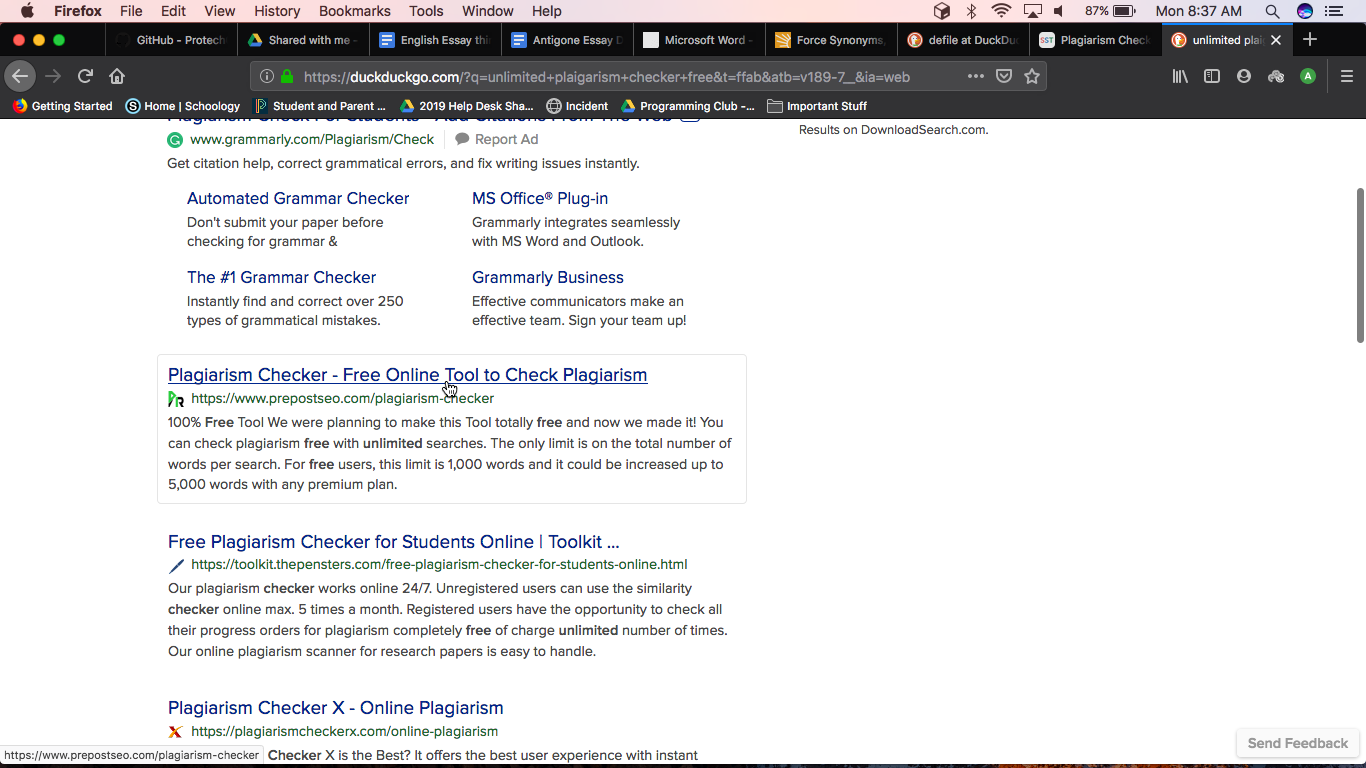 Firefox File Edit View History Bookmarks Tools Window Help 87% Mon 8:37 AM
GitHub - Protech Shared with me - English Essay thi Antigone Essay D Microsoft Word - Force Synonyms, defile at DuckDu Plagiarism Check unlimited plai
https://duckduckgo.com/?q=unlimited+plaigarism+checker+free&t=ffab&atb=v189-7__&ia=web
Getting Started Home | Schoology Student and Parent ... 2019 Help Desk Sha... Incident Programming Club -... Important Stuff
Plagiarism Check For Students - Add Citations From The Web
www.grammarly.com/Plagiarism/Check Report Ad
Results on DownloadSearch.com.
Get citation help, correct grammatical errors, and fix writing issues instantly.
Automated Grammar Checker
Don't submit your paper before
checking for grammar &
MS Office® Plug-in
Grammarly integrates seamlessly
with MS Word and Outlook.
The #1 Grammar Checker
Instantly find and correct over 250
types of grammatical mistakes.
Grammarly Business
Effective communicators make an
effective team. Sign your team up!
Plagiarism Checker - Free Online Tool to Check Plagiarism
https://www.prepostseo.com/plagiarism-checker
100% Free Tool We were planning to make this Tool totally free and now we made it! You
can check plagiarism free with unlimited searches. The only limit is on the total number of
words per search. For free users, this limit is 1,000 words and it could be increased up to
5,000 words with any premium plan.
Free Plagiarism Checker for Students Online | Toolkit ...
https://toolkit.thepensters.com/free-plagiarism-checker-for-students-online.html
Our plagiarism checker works online 24/7. Unregistered users can use the similarity
checker online max. 5 times a month. Registered users have the opportunity to check all
their progress orders for plagiarism completely free of charge unlimited number of times.
Our online plagiarism scanner for research papers is easy to handle.
Plagiarism Checker X - Online Plagiarism
https://plagiarismcheckerx.com/online-plagiarism
Checker X is the Best? It offers the best user experience with instant
https://www.prepostseo.com/plagiarism-checker
Send Feedback